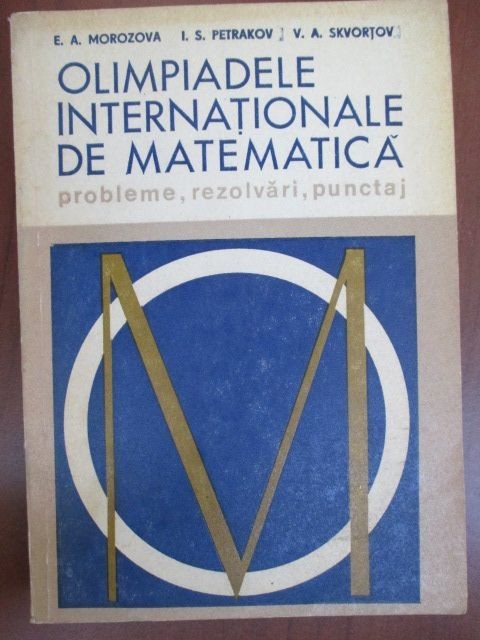 E. A. MOROZOVA I. S. PETRAKOV V. A. SKVORȚOV
OLIMPIADELE
INTERNAȚIONALE
DE MATEMATICĂ
probleme, rezolvări, punctaj